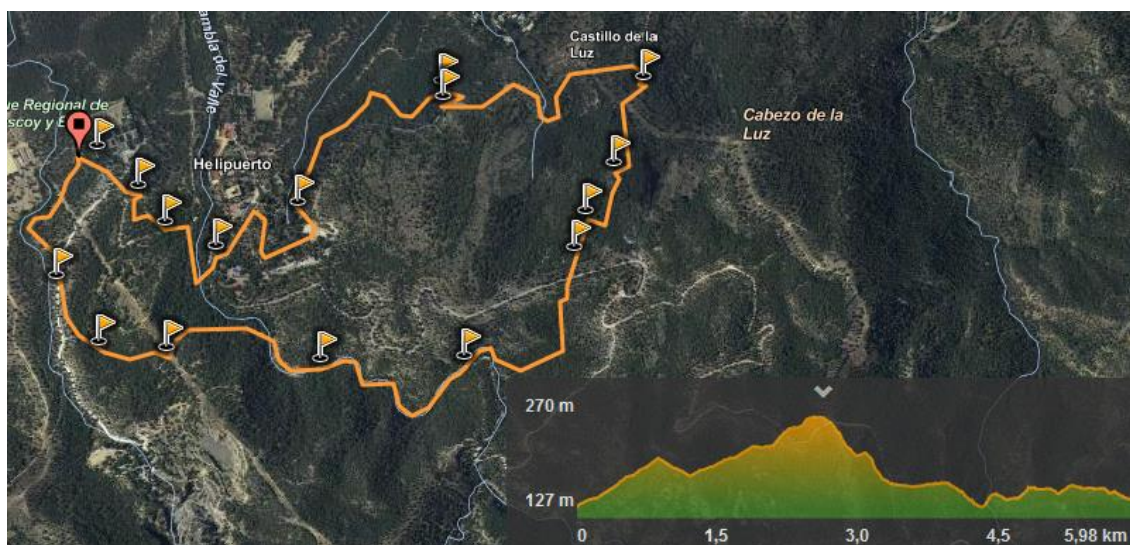 ambla del Valle
Castillo de la
Luz
ue Regional de
scoy y E
Cabezo de la
Luz
Helipuerto
270 m
127 m
0 1,5 3,0 4,5 5,98 km